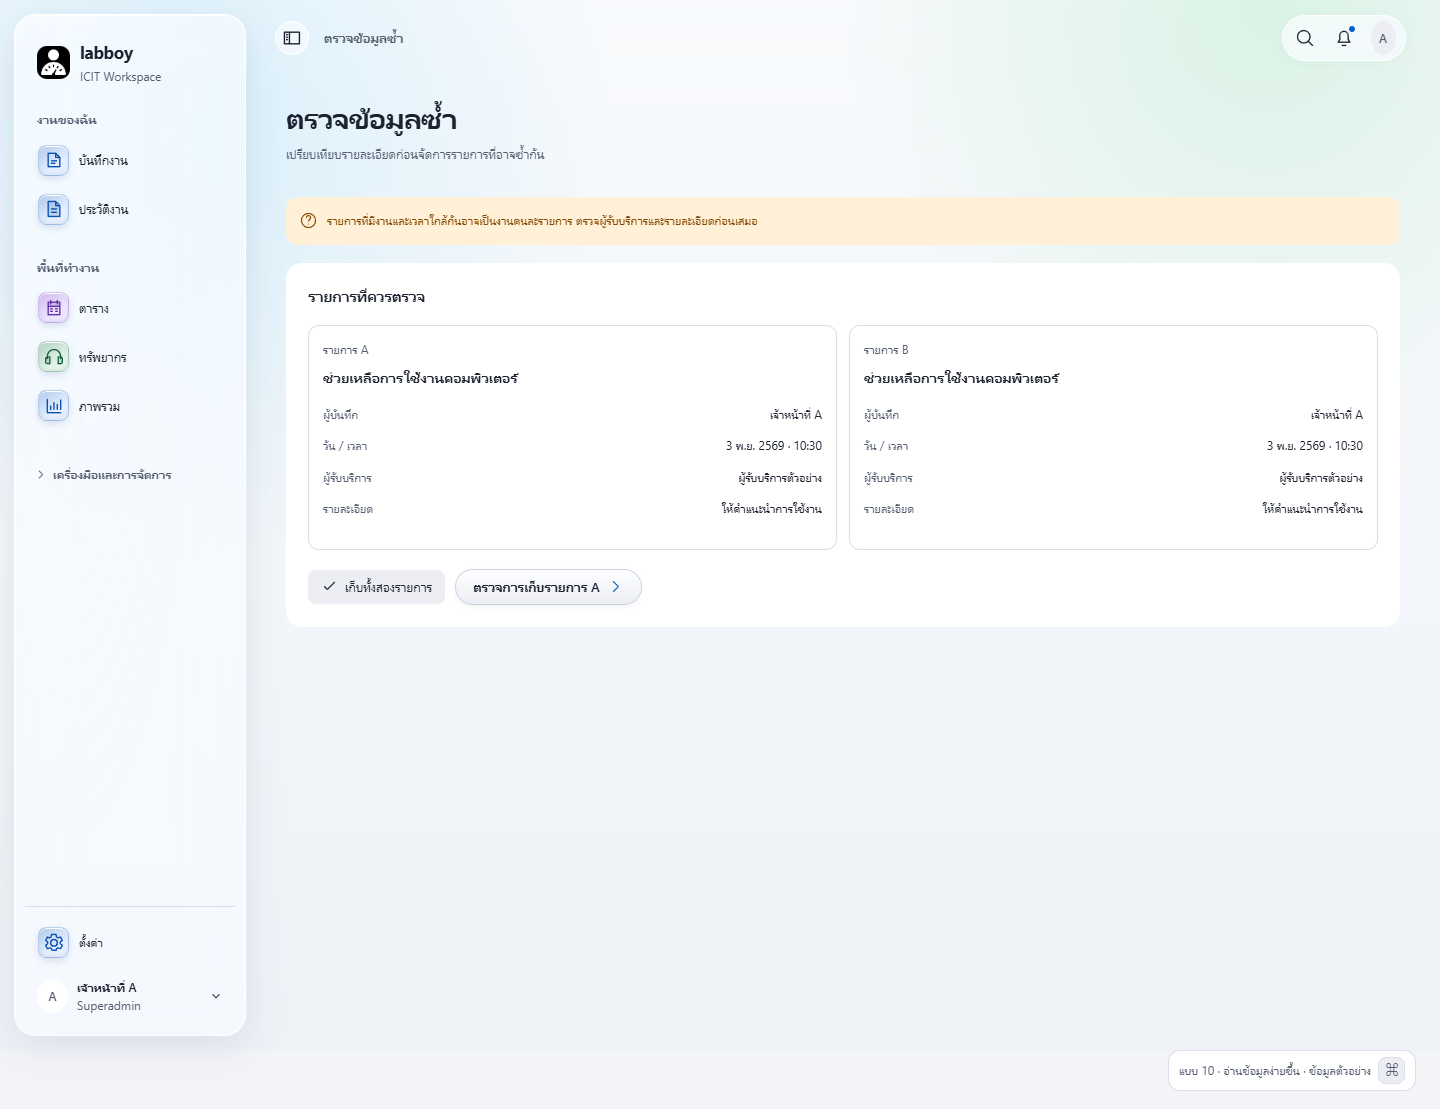 labboy
ICIT Workspace
งานของฉัน
บันทึกงาน
ประวัติงาน
พื้นที่ทำงาน
ตาราง
ทรัพยากร
ภาพรวม
เครื่องมือและการจัดการ
ตั้งค่า
A
เจ้าหน้าที่ A
Superadmin
ตรวจข้อมูลซ้ำ
A
ตรวจข้อมูลซ้ำ
เปรียบเทียบรายละเอียดก่อนจัดการรายการที่อาจซ้ำกัน
รายการที่มีงานและเวลาใกล้กันอาจเป็นงานคนละรายการ ตรวจผู้รับบริการและรายละเอียดก่อนเสมอ
รายการที่ควรตรวจ
รายการ A
ช่วยเหลือการใช้งานคอมพิวเตอร์
ผู้บันทึก เจ้าหน้าที่ A
วัน / เวลา 3 พ.ย. 2569 · 10:30
ผู้รับบริการ ผู้รับบริการตัวอย่าง
รายละเอียด ให้คำแนะนำการใช้งาน
รายการ B
ช่วยเหลือการใช้งานคอมพิวเตอร์
ผู้บันทึก เจ้าหน้าที่ A
วัน / เวลา 3 พ.ย. 2569 · 10:30
ผู้รับบริการ ผู้รับบริการตัวอย่าง
รายละเอียด ให้คำแนะนำการใช้งาน
เก็บทั้งสองรายการ
ตรวจการเก็บรายการ A
แบบ 10 · อ่านข้อมูลง่ายขึ้น · ข้อมูลตัวอย่าง ⌘